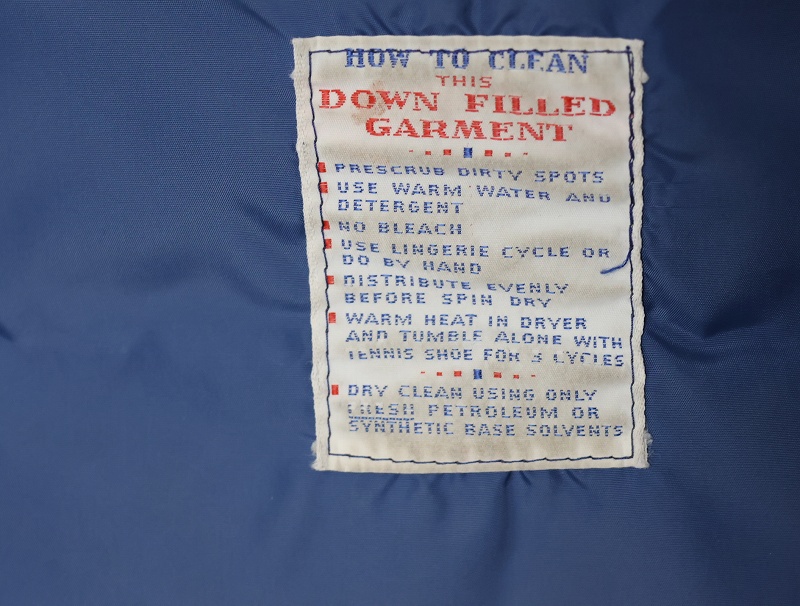 HOW TO CLEAN
THIS
DOWN FILLED
GARMENT
PRESCRUB DIRTY SPOTS
USE WARM WATER AND
DETERGENT
NO BLEACH
USE LINGERIE CYCLE OR
DO BY HAND
DISTRIBUTE EVENLY
BEFORE SPIN DRY
WARM HEAT IN DRYER
AND TUMBLE ALONE WITH
TENNIS SHOE FOR 3 CYCLES
DRY CLEAN USING ONLY
FRESH PETROLEUM OR
SYNTHETIC BASE SOLVENTS